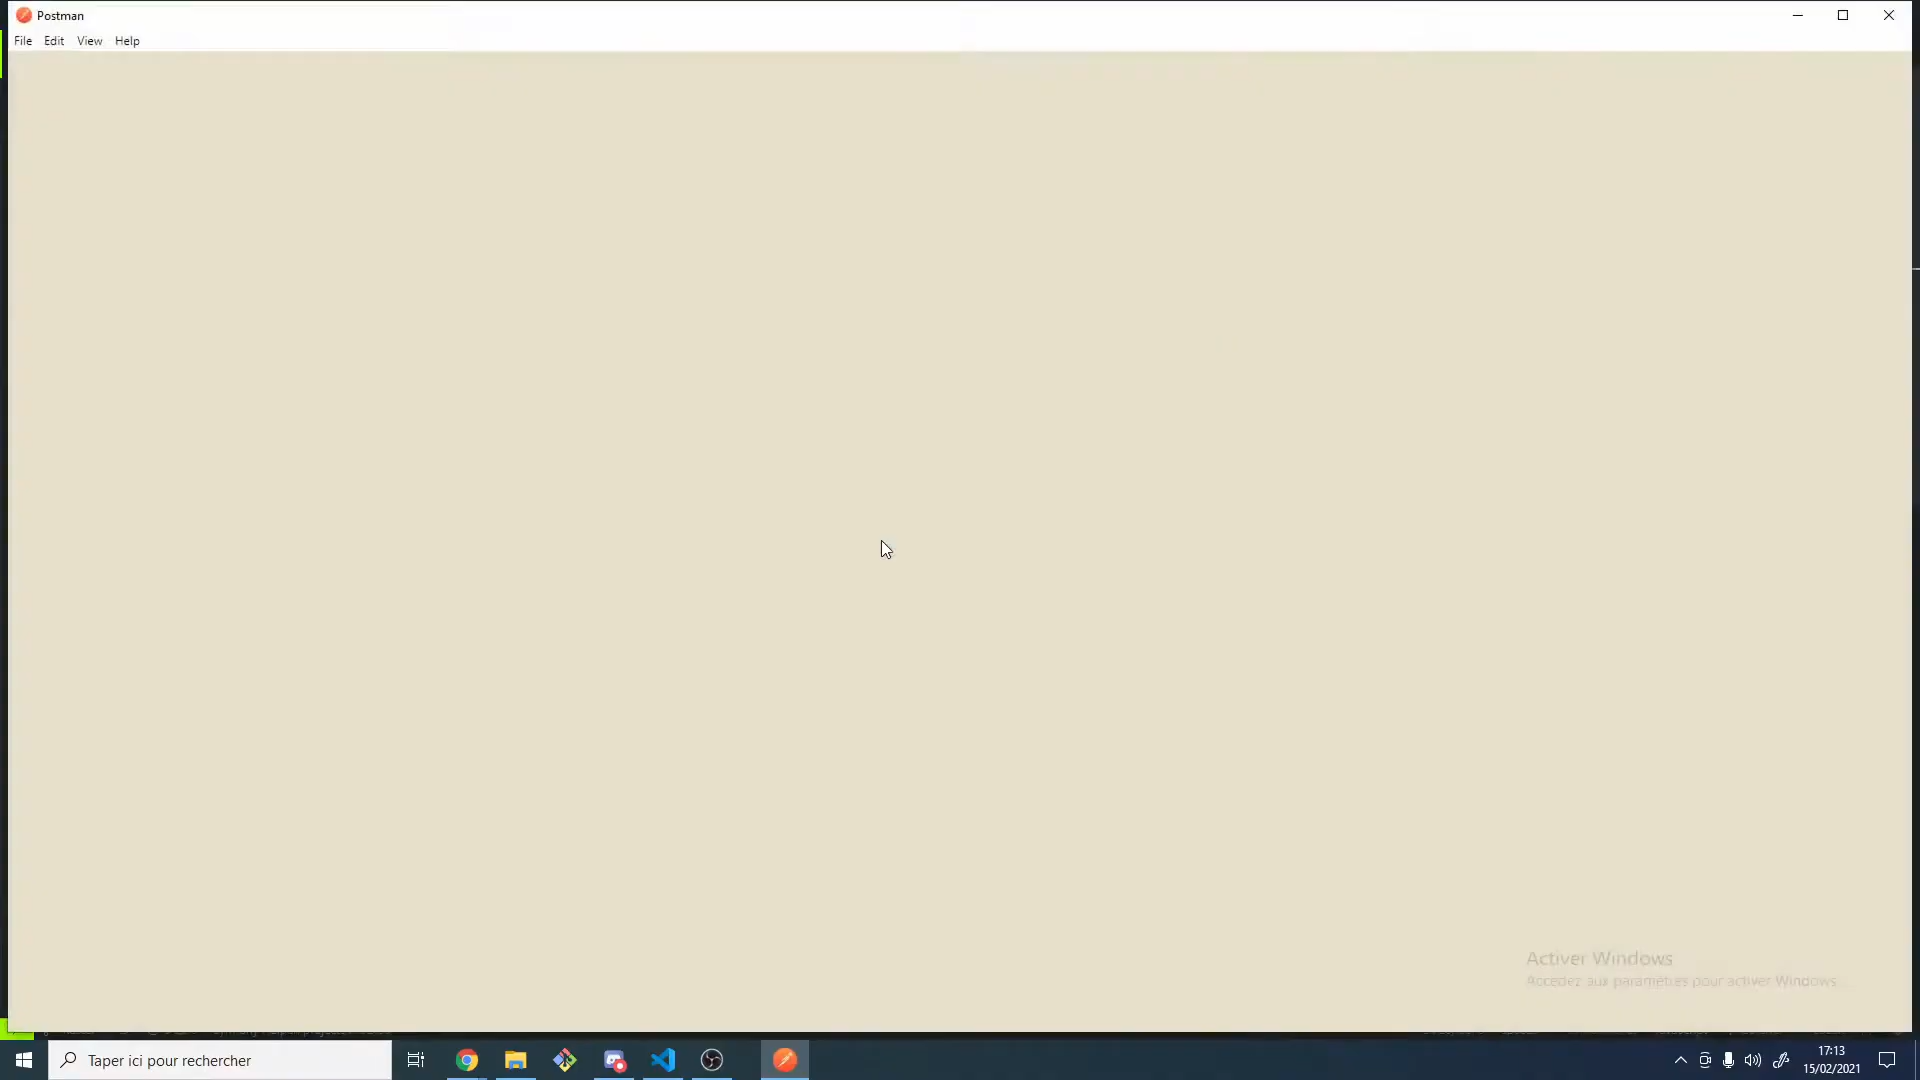 Postman
File Edit View Help
Activer Windows
Accédez aux paramètres pour activer Windows.
Taper ici pour rechercher
17:13
15/02/2021